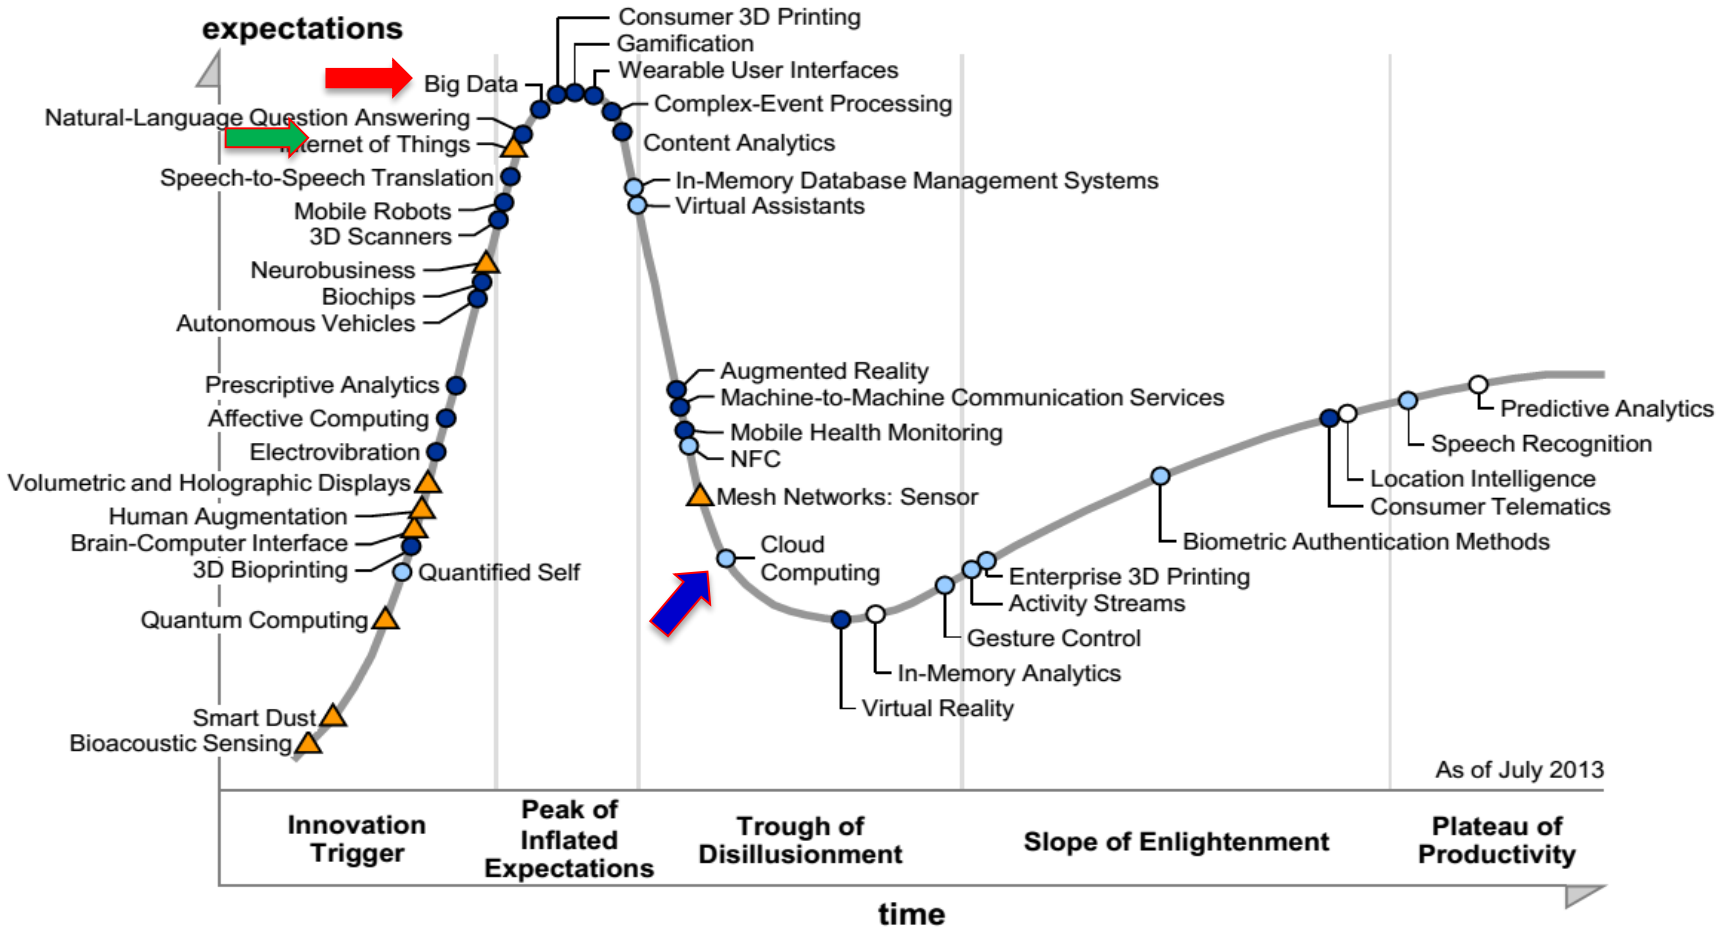 expectations
Consumer 3D Printing
Gamification
Wearable User Interfaces
Big Data
Complex-Event Processing
Natural-Language Question Answering
Internet of Things
Content Analytics
Speech-to-Speech Translation
In-Memory Database Management Systems
Virtual Assistants
Mobile Robots
3D Scanners
Neurobusiness
Biochips
Autonomous Vehicles
Augmented Reality
Prescriptive Analytics
Machine-to-Machine Communication Services
Predictive Analytics
Affective Computing
Mobile Health Monitoring
Speech Recognition
Electrovibration
NFC
Location Intelligence
Volumetric and Holographic Displays
Mesh Networks: Sensor
Consumer Telematics
Human Augmentation
Brain-Computer Interface
Cloud
Computing
Biometric Authentication Methods
3D Bioprinting
Quantified Self
Enterprise 3D Printing
Activity Streams
Quantum Computing
Gesture Control
In-Memory Analytics
Virtual Reality
Smart Dust
Bioacoustic Sensing
As of July 2013
Innovation
Trigger
Peak of
Inflated
Expectations
Trough of
Disillusionment
Slope of Enlightenment
Plateau of
Productivity
time